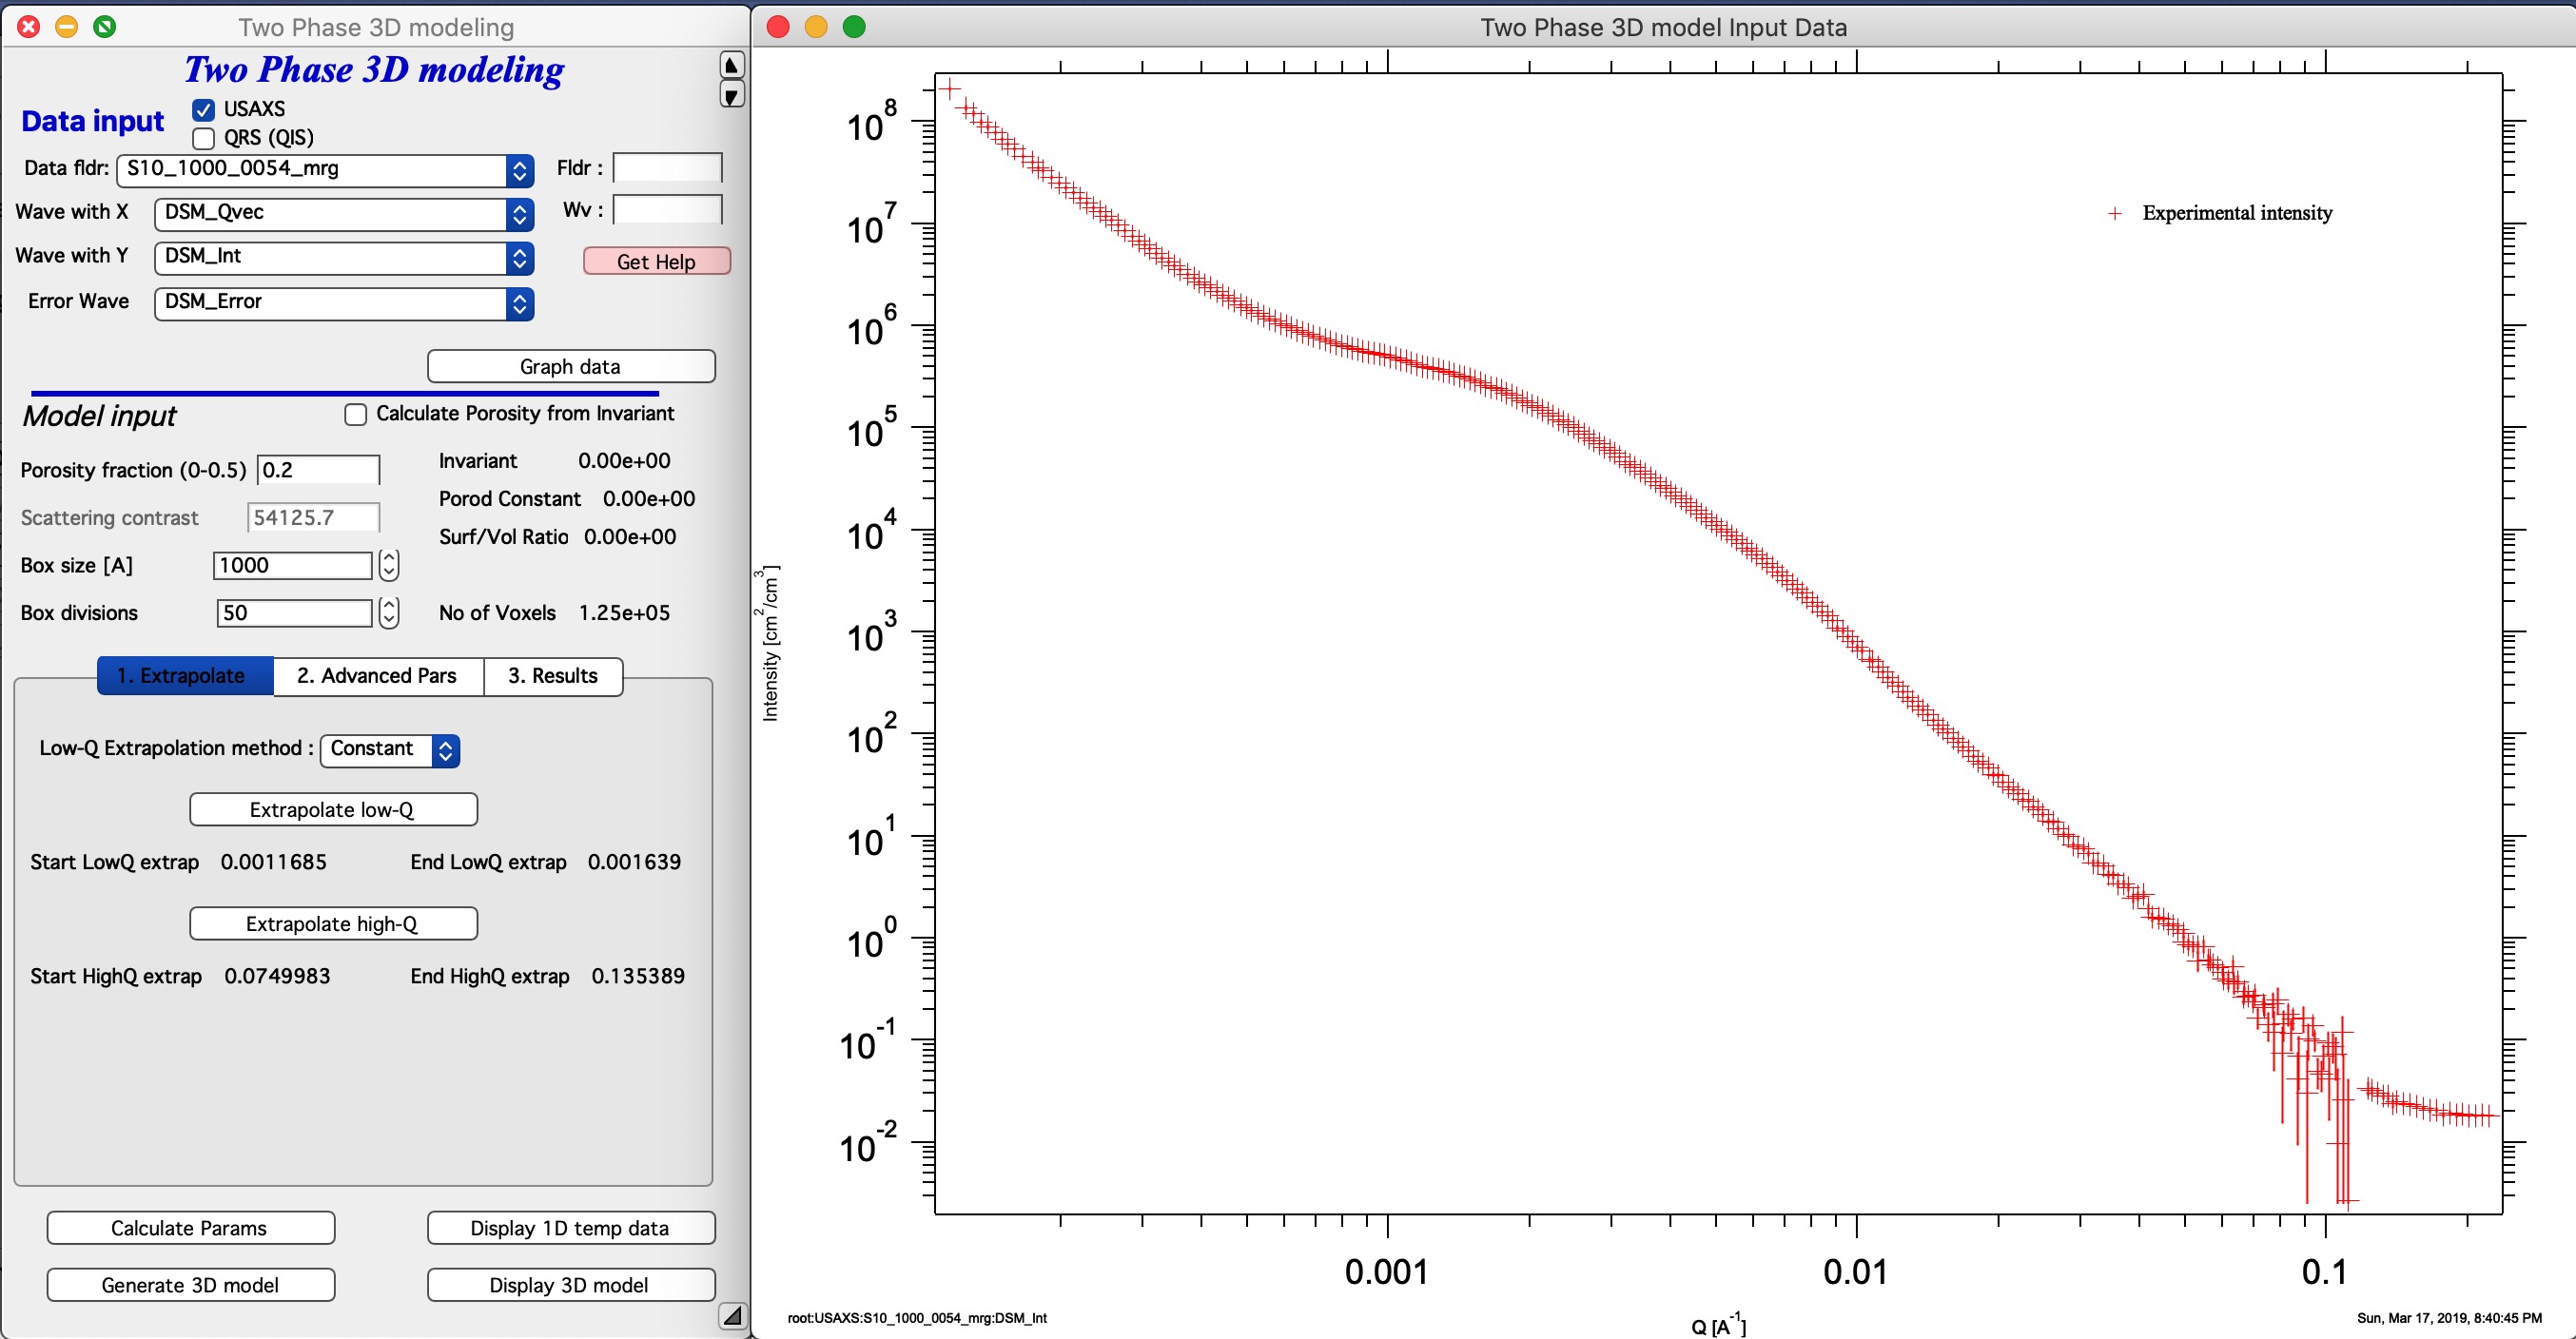 Two Phase 3D modeling
Two Phase 3D modeling
Data input
USAXS
QRS (QIS)
Data fldr: S10_1000_0054_mrg Fldr :
Wave with X DSM_Qvec Wv :
Wave with Y DSM_Int Get Help
Error Wave DSM_Error
Graph data
Model input Calculate Porosity from Invariant
Porosity fraction (0-0.5) 0.2 Invariant 0.00e+00
Scattering contrast 54125.7 Porod Constant 0.00e+00
Surf/Vol Ratio 0.00e+00
Box size [A] 1000
Box divisions 50 No of Voxels 1.25e+05
1. Extrapolate 2. Advanced Pars 3. Results
Low-Q Extrapolation method : Constant
Extrapolate low-Q
Start LowQ extrap 0.0011685 End LowQ extrap 0.001639
Extrapolate high-Q
Start HighQ extrap 0.0749983 End HighQ extrap 0.135389
Calculate Params Display 1D temp data
Generate 3D model Display 3D model
Two Phase 3D model Input Data
Experimental intensity
10^8
10^7
10^6
10^5
10^4
10^3
10^2
10^1
10^0
10^-1
10^-2
Intensity [cm^2/cm^3]
0.001 0.01 0.1
Q [A^-1]
root:USAXS:S10_1000_0054_mrg:DSM_Int
Sun, Mar 17, 2019, 8:40:45 PM